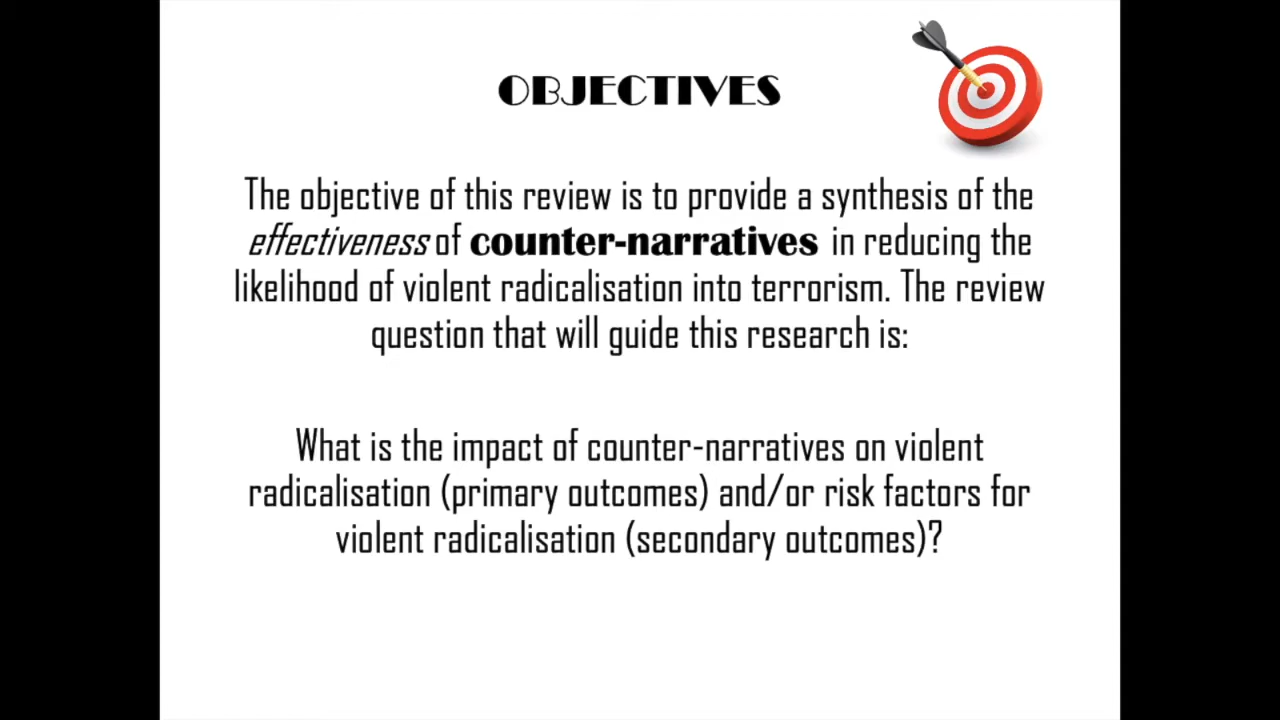 OBJECTIVES
The objective of this review is to provide a synthesis of the
effectiveness of counter-narratives in reducing the
likelihood of violent radicalisation into terrorism. The review
question that will guide this research is:
What is the impact of counter-narratives on violent
radicalisation (primary outcomes) and/or risk factors for
violent radicalisation (secondary outcomes)?